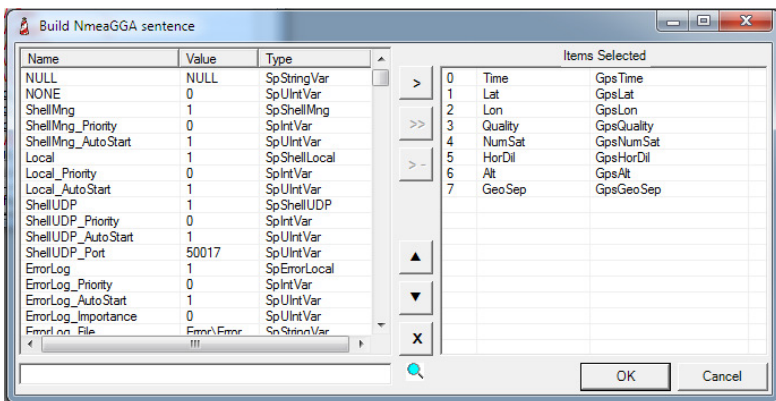 Build NmeaGGA sentence
Items Selected
Name Value Type
NULL NULL SpStringVar
NONE 0 SpUIntVar
ShellMng 1 SpShellMng
ShellMng_Priority 0 SpIntVar
ShellMng_AutoStart 1 SpUIntVar
Local 1 SpShellLocal
Local_Priority 0 SpIntVar
Local_AutoStart 1 SpUIntVar
ShellUDP 1 SpShellUDP
ShellUDP_Priority 0 SpIntVar
ShellUDP_AutoStart 1 SpUIntVar
ShellUDP_Port 50017 SpUIntVar
ErrorLog 1 SpErrorLocal
ErrorLog_Priority 0 SpIntVar
ErrorLog_AutoStart 1 SpUIntVar
ErrorLog_Importance 0 SpUIntVar
ErrorLog_File Error\Error SpStringVar
>
>>
> -
X
0 Time GpsTime
1 Lat GpsLat
2 Lon GpsLon
3 Quality GpsQuality
4 NumSat GpsNumSat
5 HorDil GpsHorDil
6 Alt GpsAlt
7 GeoSep GpsGeoSep
OK Cancel